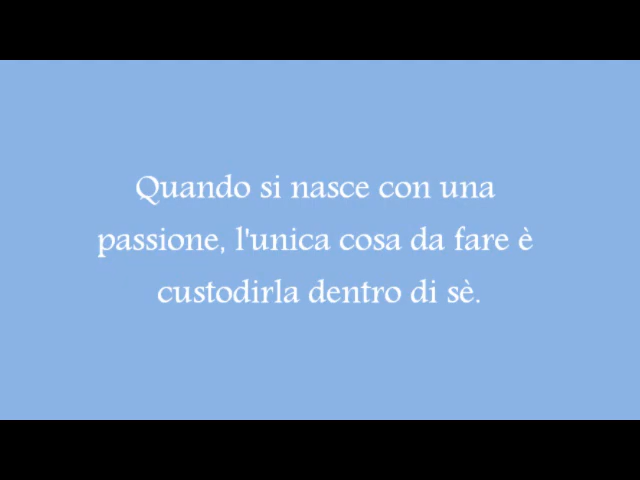 Quando si nasce con una
passione, l'unica cosa da fare è
custodirla dentro di sè.